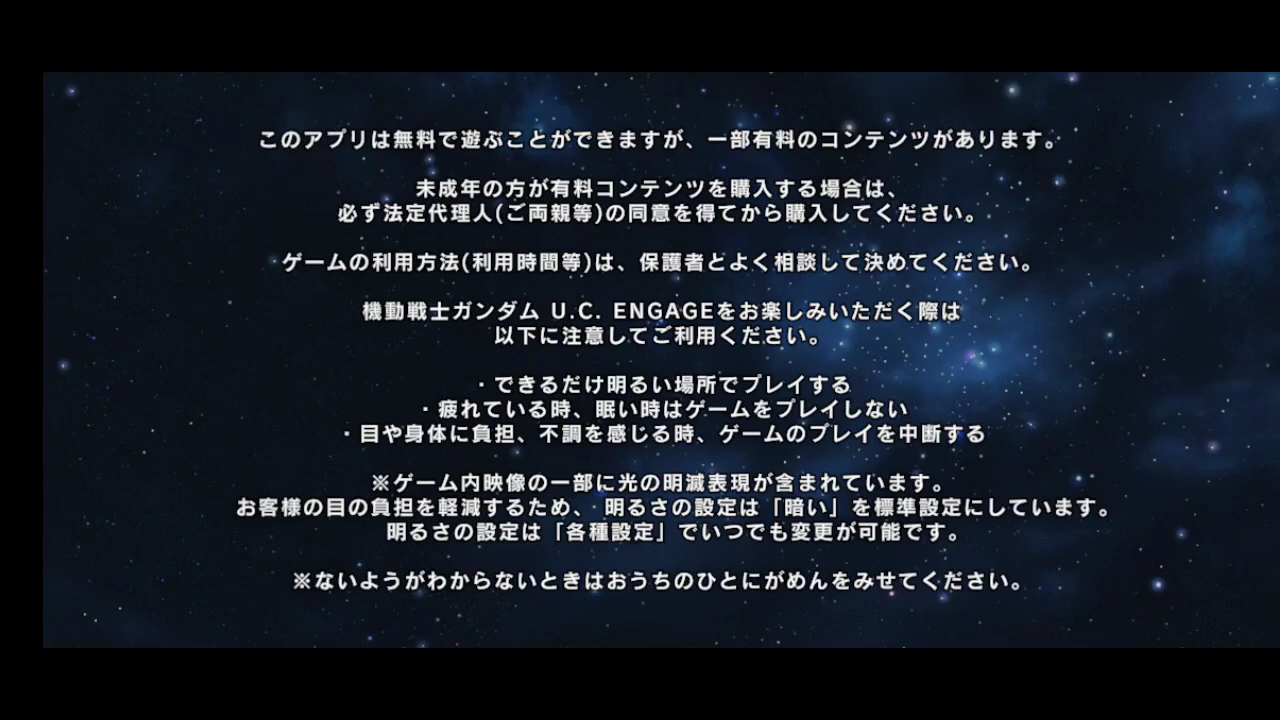 このアプリは無料で遊ぶことができますが、一部有料のコンテンツがあります。
未成年の方が有料コンテンツを購入する場合は、
必ず法定代理人(ご両親等)の同意を得てから購入してください。
ゲームの利用方法(利用時間等)は、保護者とよく相談して決めてください。
機動戦士ガンダム U.C. ENGAGEをお楽しみいただく際は
以下に注意してご利用ください。
・できるだけ明るい場所でプレイする
・疲れている時、眠い時はゲームをプレイしない
・目や身体に負担、不調を感じる時、ゲームのプレイを中断する
※ゲーム内映像の一部に光の明滅表現が含まれています。
お客様の目の負担を軽減するため、 明るさの設定は「暗い」を標準設定にしています。
明るさの設定は「各種設定」でいつでも変更が可能です。
※ないようがわからないときはおうちのひとにがめんをみせてください。